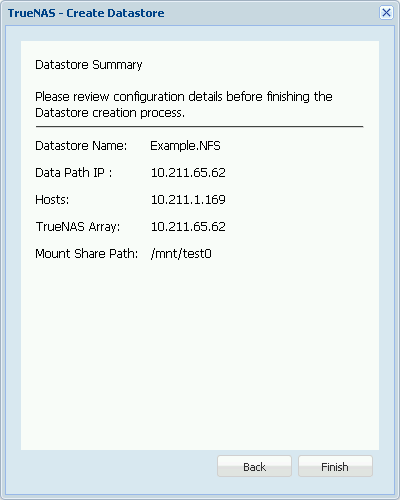 TrueNAS - Create Datastore
Datastore Summary
Please review configuration details before finishing the
Datastore creation process.
Datastore Name: Example.NFS
Data Path IP : 10.211.65.62
Hosts: 10.211.1.169
TrueNAS Array: 10.211.65.62
Mount Share Path: /mnt/test0
Back Finish